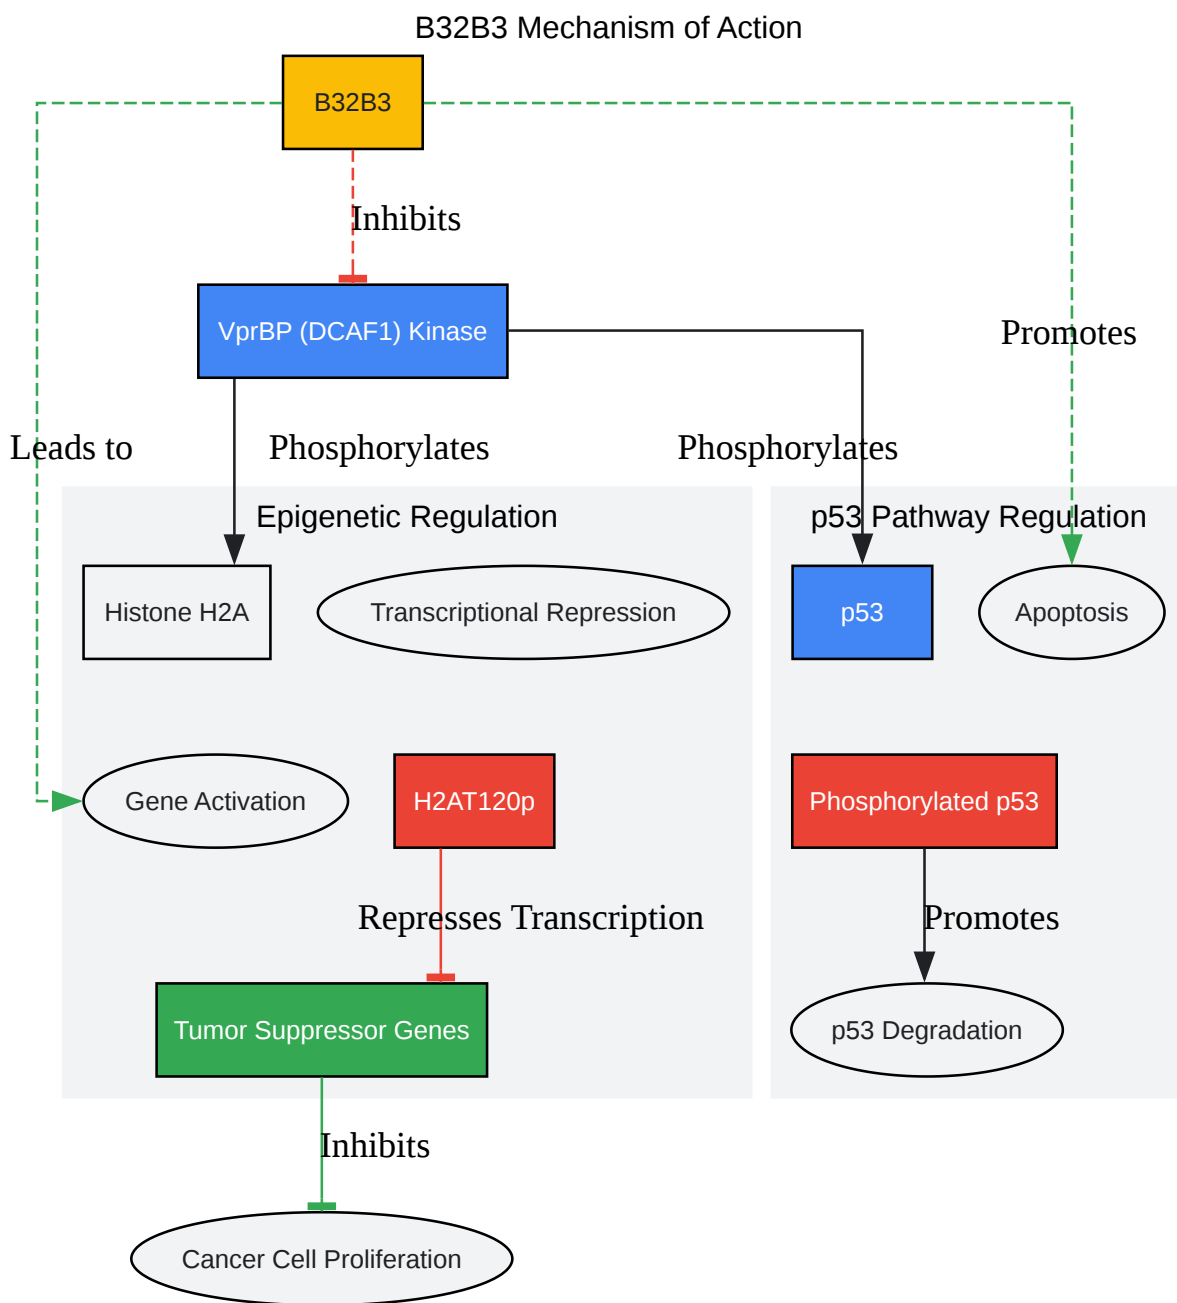 B32B3 Mechanism of Action
B32B3
Inhibits
VprBP (DCAF1) Kinase
Promotes
Leads to
Phosphorylates
Phosphorylates
Epigenetic Regulation
p53 Pathway Regulation
Histone H2A
Transcriptional Repression
p53
Apoptosis
Gene Activation
H2AT120p
Phosphorylated p53
Represses Transcription
Promotes
Tumor Suppressor Genes
p53 Degradation
Inhibits
Cancer Cell Proliferation